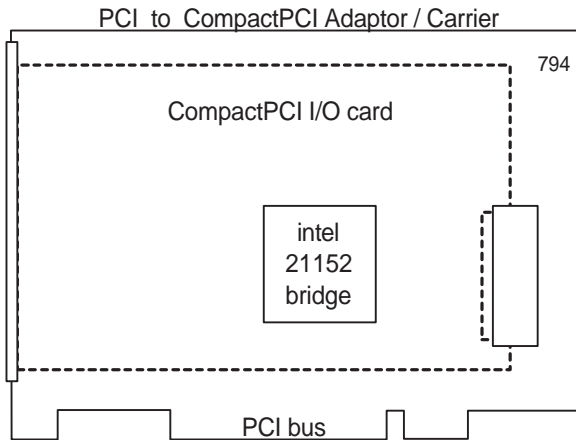 PCI to CompactPCI Adaptor / Carrier
794
CompactPCI I/O card
intel
21152
bridge
PCI bus